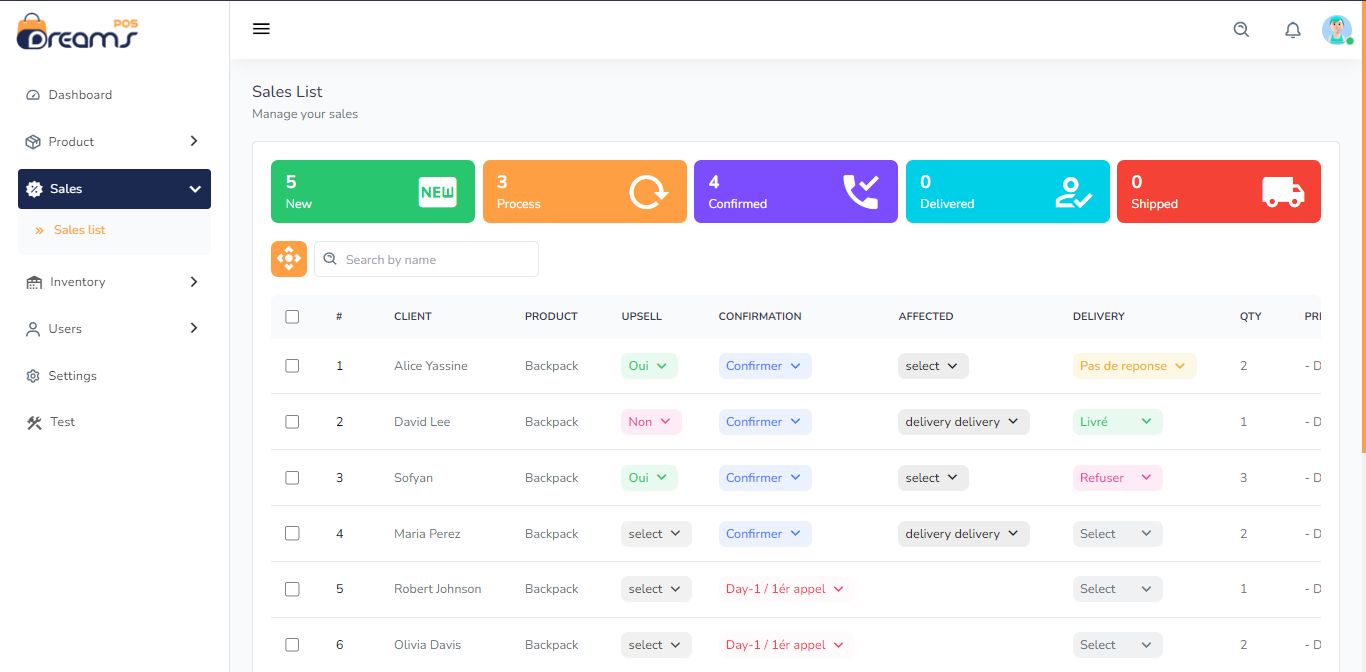 Dreams POS
Dashboard
Product
Sales
Sales list
Inventory
Users
Settings
Test
Sales List
Manage your sales
5
New
NEW
3
Process
4
Confirmed
0
Delivered
0
Shipped
Search by name
# CLIENT PRODUCT UPSELL CONFIRMATION AFFECTED DELIVERY QTY PRI
1 Alice Yassine Backpack Oui Confirmer select Pas de reponse 2 - D
2 David Lee Backpack Non Confirmer delivery delivery Livré 1 - D
3 Sofyan Backpack Oui Confirmer select Refuser 3 - D
4 Maria Perez Backpack select Confirmer delivery delivery Select 2 - D
5 Robert Johnson Backpack select Day-1 / 1ér appel Select 1 - D
6 Olivia Davis Backpack select Day-1 / 1ér appel Select 2 - D